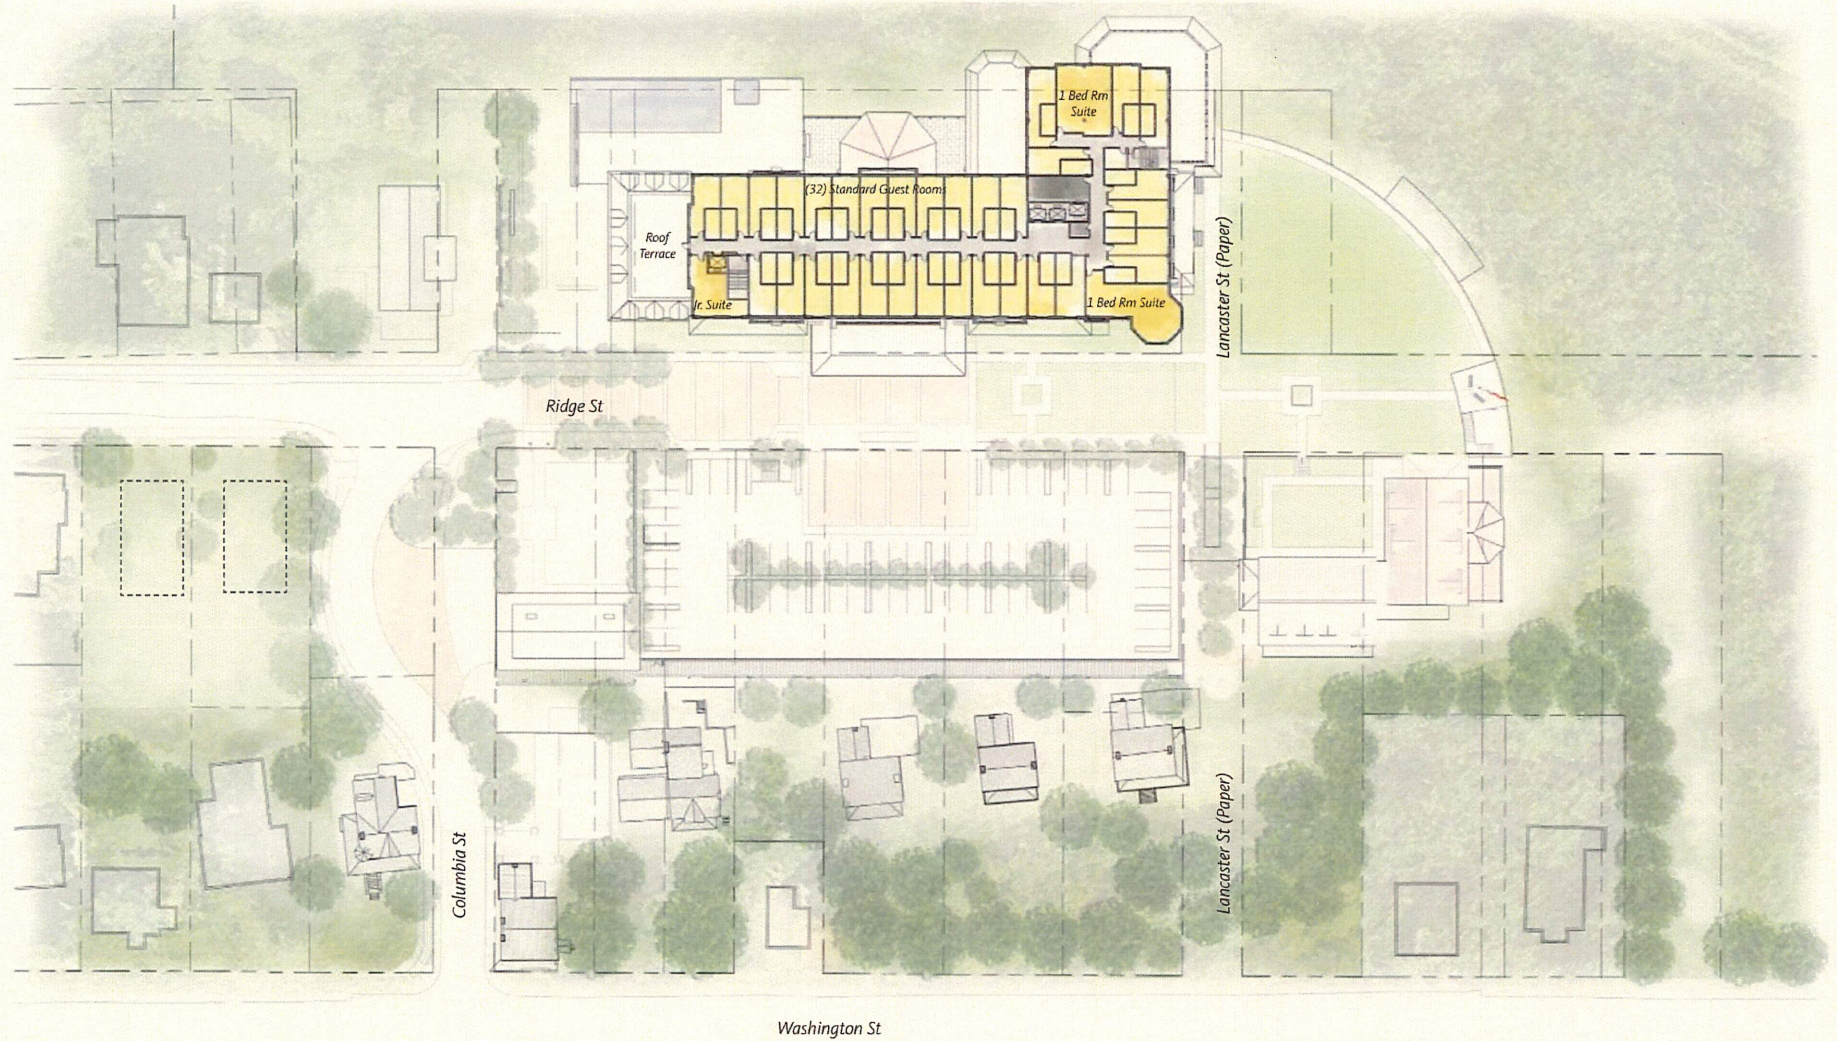 1 Bed Rm
Suite
(32) Standard Guest Rooms
Roof
Terrace
Jr. Suite
1 Bed Rm Suite
Lancaster St (Paper)
Ridge St
Columbia St
Lancaster St (Paper)
Washington St